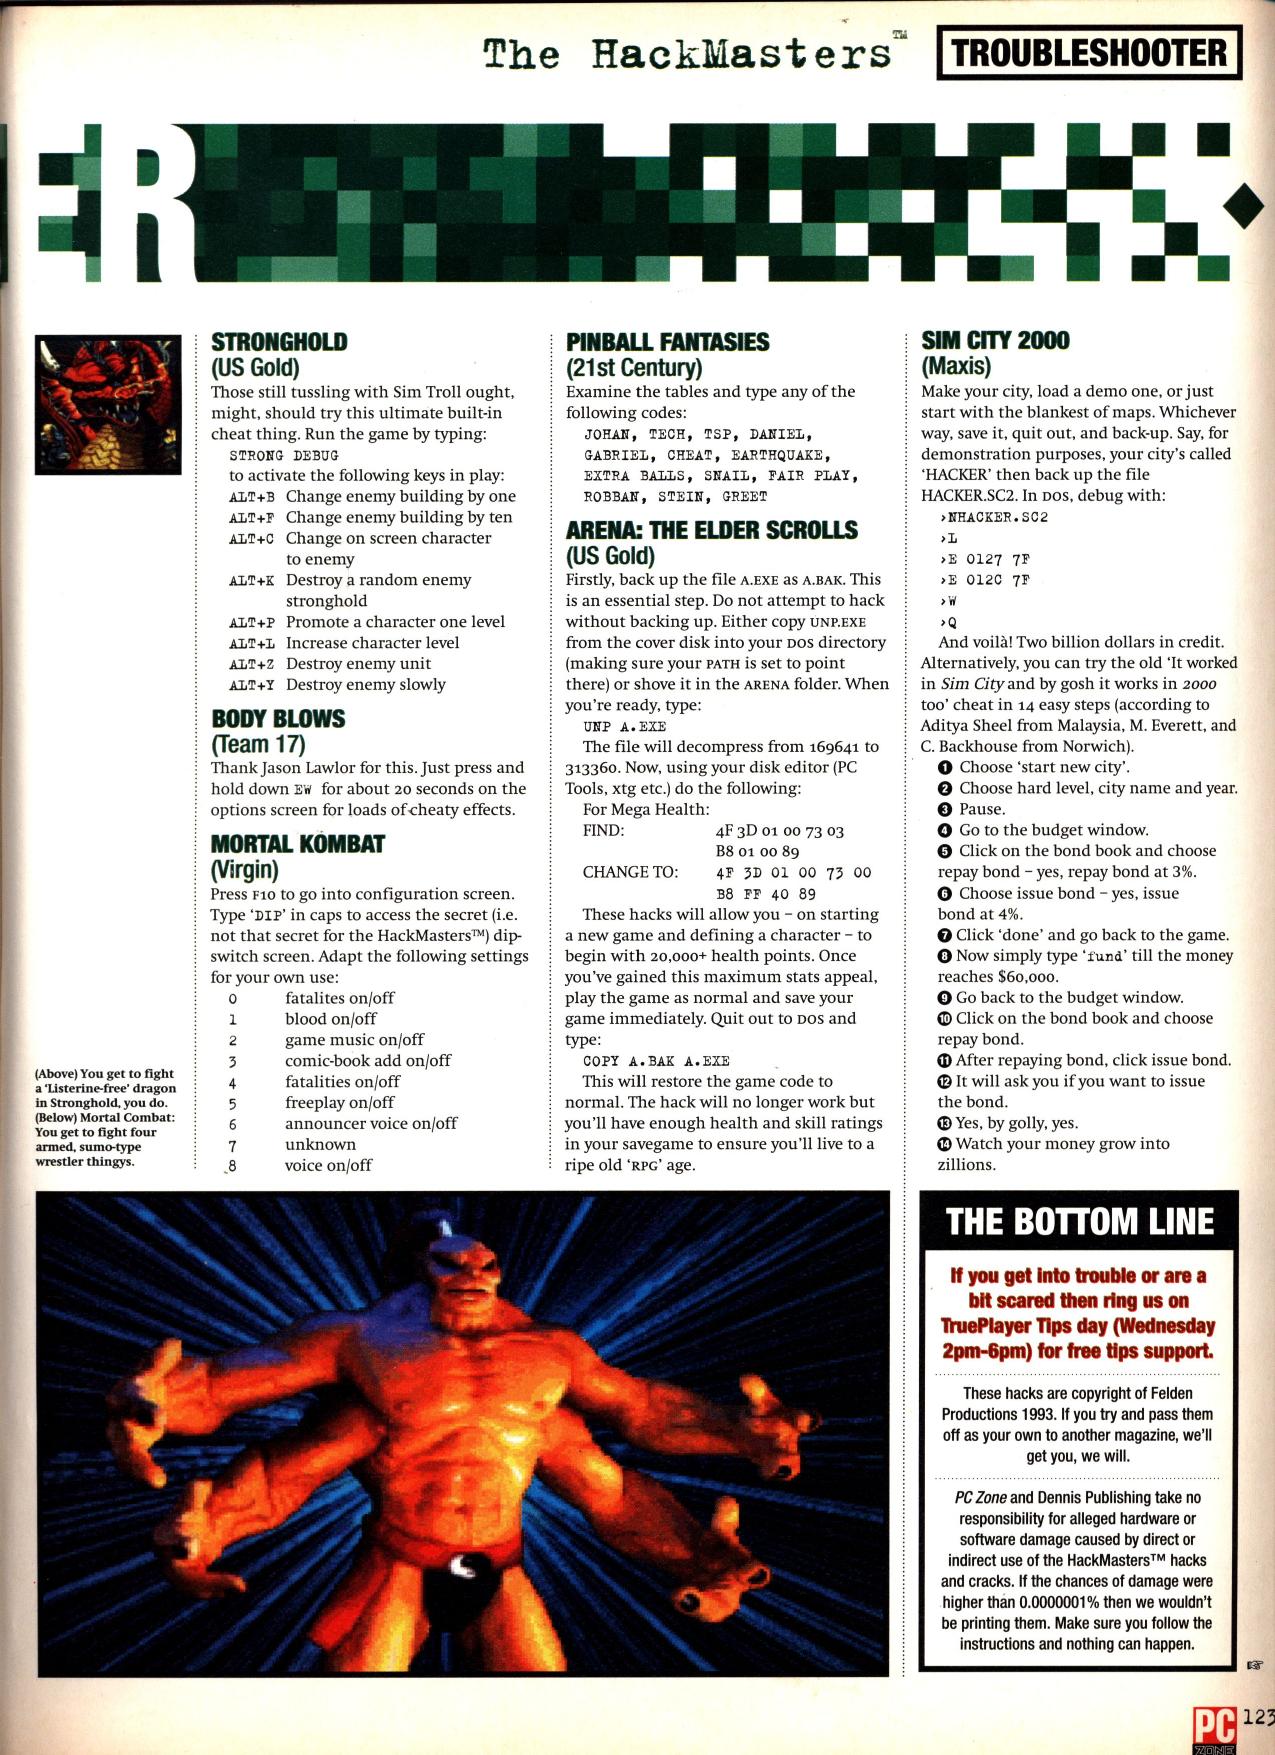 The HackMasters™
TROUBLESHOOTER
ER
STRONGHOLD
(US Gold)
Those still tussling with Sim Troll ought,
might, should try this ultimate built-in
cheat thing. Run the game by typing:
STRONG DEBUG
to activate the following keys in play:
ALT+B Change enemy building by one
ALT+F Change enemy building by ten
ALT+C Change on screen character
to enemy
ALT+K Destroy a random enemy
stronghold
ALT+P Promote a character one level
ALT+L Increase character level
ALT+Z Destroy enemy unit
ALT+Y Destroy enemy slowly
BODY BLOWS
(Team 17)
Thank Jason Lawlor for this. Just press and
hold down EW for about 20 seconds on the
options screen for loads of cheaty effects.
MORTAL KOMBAT
(Virgin)
Press F10 to go into configuration screen.
Type 'DIP' in caps to access the secret (i.e.
not that secret for the HackMasters™) dip-
switch screen. Adapt the following settings
for your own use:
0 fatalites on/off
1 blood on/off
2 game music on/off
3 comic-book add on/off
4 fatalities on/off
5 freeplay on/off
6 announcer voice on/off
7 unknown
8 voice on/off
(Above) You get to fight
a 'Listerine-free' dragon
in Stronghold, you do.
(Below) Mortal Combat:
You get to fight four
armed, sumo-type
wrestler thingys.
PINBALL FANTASIES
(21st Century)
Examine the tables and type any of the
following codes:
JOHAN, TECH, TSP, DANIEL,
GABRIEL, CHEAT, EARTHQUAKE,
EXTRA BALLS, SNAIL, FAIR PLAY,
ROBBAN, STEIN, GREET
ARENA: THE ELDER SCROLLS
(US Gold)
Firstly, back up the file A.EXE as A.BAK. This
is an essential step. Do not attempt to hack
without backing up. Either copy UNP.EXE
from the cover disk into your DOS directory
(making sure your PATH is set to point
there) or shove it in the ARENA folder. When
you're ready, type:
UNP A.EXE
The file will decompress from 169641 to
313360. Now, using your disk editor (PC
Tools, xtg etc.) do the following:
For Mega Health:
FIND: 4F 3D 01 00 73 03
B8 01 00 89
CHANGE TO: 4F 3D 01 00 73 00
B8 FF 40 89
These hacks will allow you – on starting
a new game and defining a character – to
begin with 20,000+ health points. Once
you've gained this maximum stats appeal,
play the game as normal and save your
game immediately. Quit out to DOS and
type:
COPY A.BAK A.EXE
This will restore the game code to
normal. The hack will no longer work but
you'll have enough health and skill ratings
in your savegame to ensure you'll live to a
ripe old 'RPG' age.
SIM CITY 2000
(Maxis)
Make your city, load a demo one, or just
start with the blankest of maps. Whichever
way, save it, quit out, and back-up. Say, for
demonstration purposes, your city's called
'HACKER' then back up the file
HACKER.SC2. In DOS, debug with:
>NHACKER.SC2
>L
>E 0127 7F
>E 012C 7F
>W
>Q
And voilà! Two billion dollars in credit.
Alternatively, you can try the old 'It worked
in Sim City and by gosh it works in 2000
too' cheat in 14 easy steps (according to
Aditya Sheel from Malaysia, M. Everett, and
C. Backhouse from Norwich).
❶ Choose 'start new city'.
❷ Choose hard level, city name and year.
❸ Pause.
❹ Go to the budget window.
❺ Click on the bond book and choose
repay bond – yes, repay bond at 3%.
❻ Choose issue bond – yes, issue
bond at 4%.
❼ Click 'done' and go back to the game.
❽ Now simply type 'fund' till the money
reaches $60,000.
❾ Go back to the budget window.
❿ Click on the bond book and choose
repay bond.
⓫ After repaying bond, click issue bond.
⓬ It will ask you if you want to issue
the bond.
⓭ Yes, by golly, yes.
⓮ Watch your money grow into
zillions.
THE BOTTOM LINE
If you get into trouble or are a
bit scared then ring us on
TruePlayer Tips day (Wednesday
2pm-6pm) for free tips support.
These hacks are copyright of Felden
Productions 1993. If you try and pass them
off as your own to another magazine, we'll
get you, we will.
PC Zone and Dennis Publishing take no
responsibility for alleged hardware or
software damage caused by direct or
indirect use of the HackMasters™ hacks
and cracks. If the chances of damage were
higher than 0.0000001% then we wouldn't
be printing them. Make sure you follow the
instructions and nothing can happen.
PC
ZONE
123